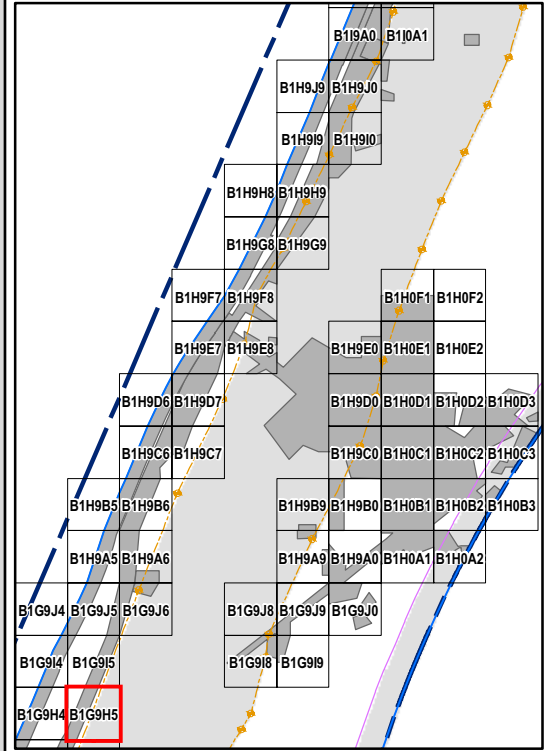 B1I9A0 B1I0A1
B1H9J9 B1H9J0
B1H9I9 B1H9I0
B1H9H8 B1H9H9
B1H9G8 B1H9G9
B1H9F7 B1H9F8 B1H0F1 B1H0F2
B1H9E7 B1H9E8 B1H9E0 B1H0E1 B1H0E2
B1H9D6 B1H9D7 B1H9D0 B1H0D1 B1H0D2 B1H0D3
B1H9C6 B1H9C7 B1H9C0 B1H0C1 B1H0C2 B1H0C3
B1H9B5 B1H9B6 B1H9B9 B1H9B0 B1H0B1 B1H0B2 B1H0B3
B1H9A5 B1H9A6 B1H9A9 B1H9A0 B1H0A1 B1H0A2
B1G9J4 B1G9J5 B1G9J6 B1G9J8 B1G9J9 B1G9J0
B1G9I4 B1G9I5 B1G9I8 B1G9I9
B1G9H4 B1G9H5